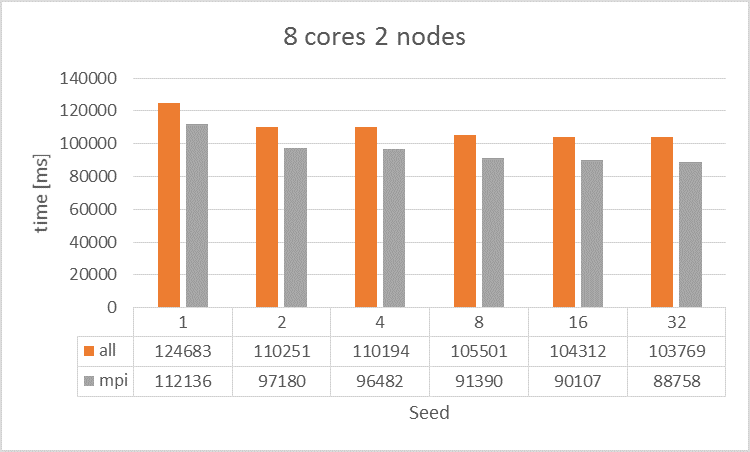 8 cores 2 nodes
140000
120000
100000
80000
60000
40000
20000
0
time [ms]
1 2 4 8 16 32
all 124683 110251 110194 105501 104312 103769
mpi 112136 97180 96482 91390 90107 88758
Seed